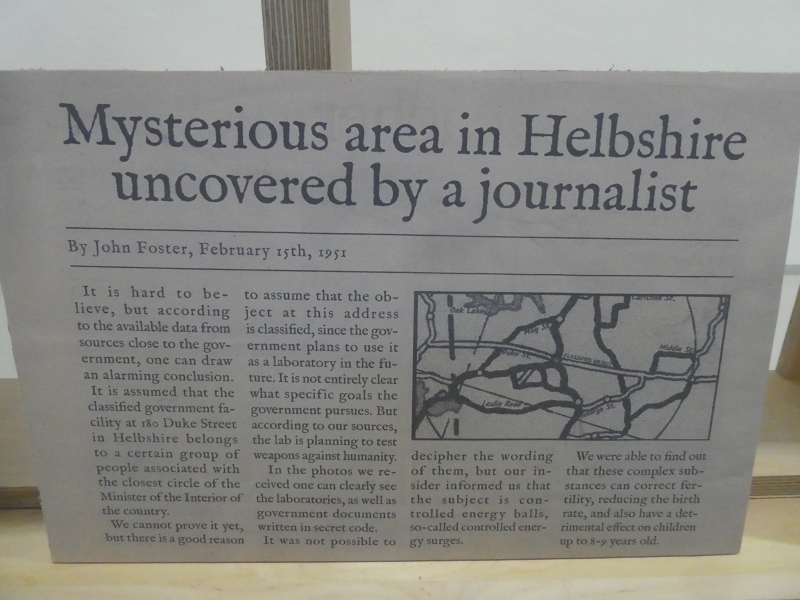 Mysterious area in Helbshire
uncovered by a journalist
By John Foster, February 15th, 1951
It is hard to be-
lieve, but according
to the available data from
sources close to the gov-
ernment, one can draw
an alarming conclusion.
It is assumed that the
classified government fa-
cility at 180 Duke Street
in Helbshire belongs
to a certain group of
people associated with
the closest circle of the
Minister of the Interior of
the country.
We cannot prove it yet,
but there is a good reason
to assume that the ob-
ject at this address
is classified, since the gov-
ernment plans to use it
as a laboratory in the fu-
ture. It is not entirely clear
what specific goals the
government pursues. But
according to our sources,
the lab is planning to test
weapons against humanity.
In the photos we re-
ceived one can clearly see
the laboratories, as well as
government documents
written in secret code.
It was not possible to
Oak Lake
Duke St.
Leslie Road
Middle St.
decipher the wording
of them, but our in-
sider informed us that
the subject is con-
trolled energy balls,
so-called controlled ener-
gy surges.
We were able to find out
that these complex sub-
stances can correct fer-
tility, reducing the birth
rate, and also have a det-
rimental effect on children
up to 8-9 years old.